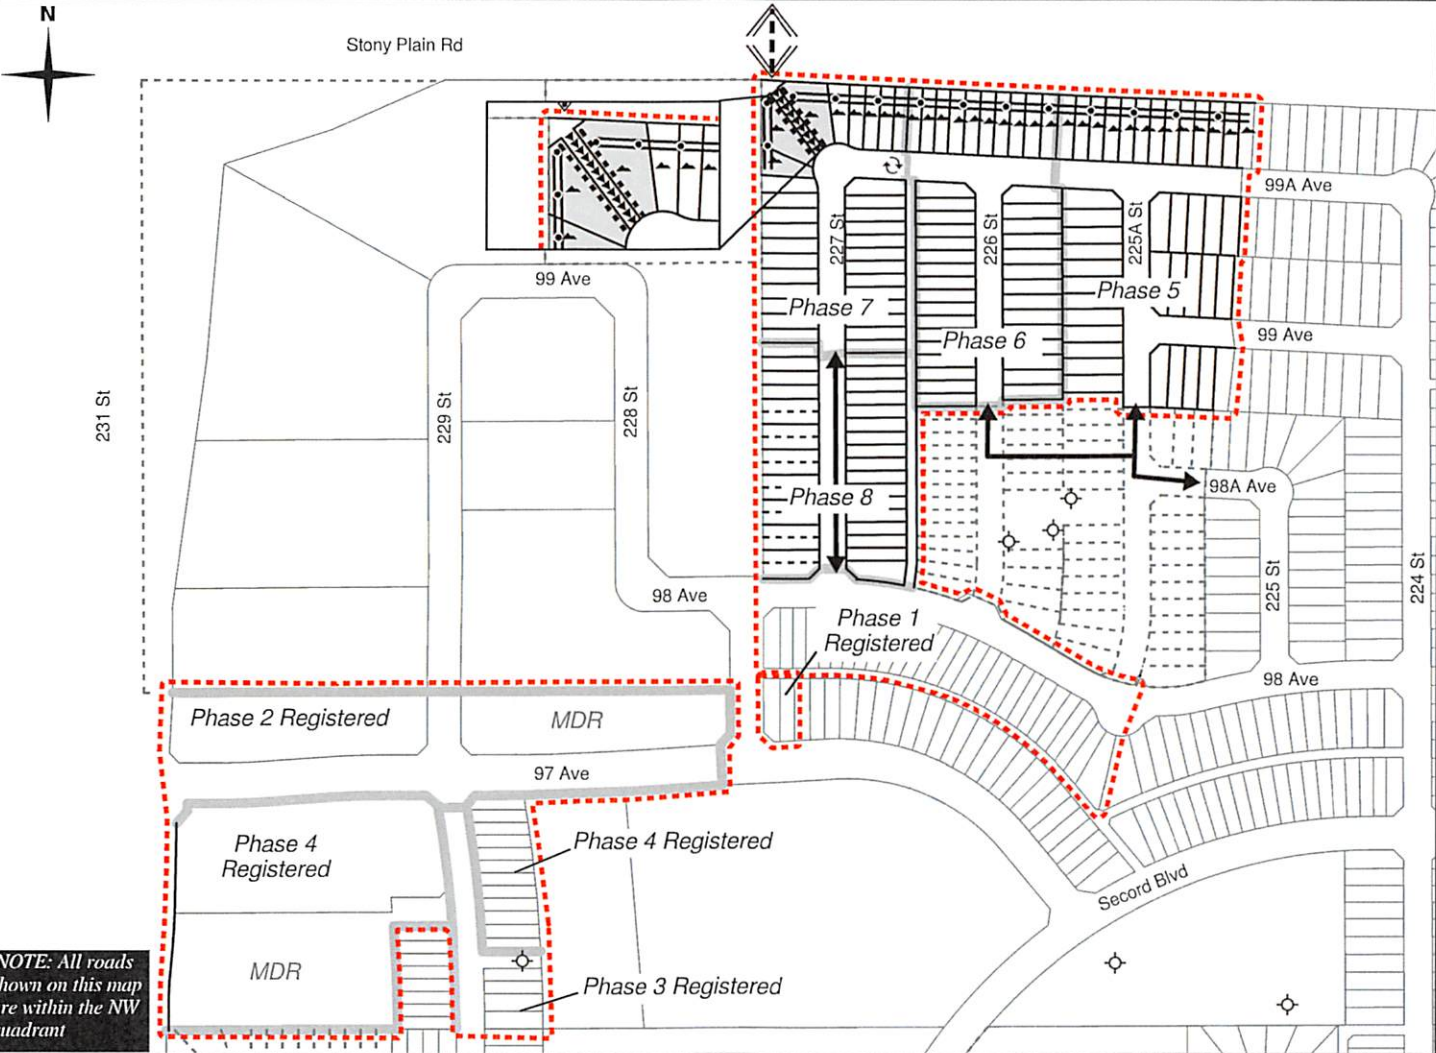 N
Stony Plain Rd
99A Ave
227 St
226 St
225A St
99 Ave
Phase 7
Phase 5
Phase 6
99 Ave
231 St
229 St
228 St
Phase 8
98A Ave
98 Ave
225 St
224 St
Phase 1
Registered
98 Ave
Phase 2 Registered
MDR
97 Ave
Phase 4
Registered
Phase 4 Registered
Secord Blvd
MDR
Phase 3 Registered
NOTE: All roads
hown on this map
re within the NW
uadrant